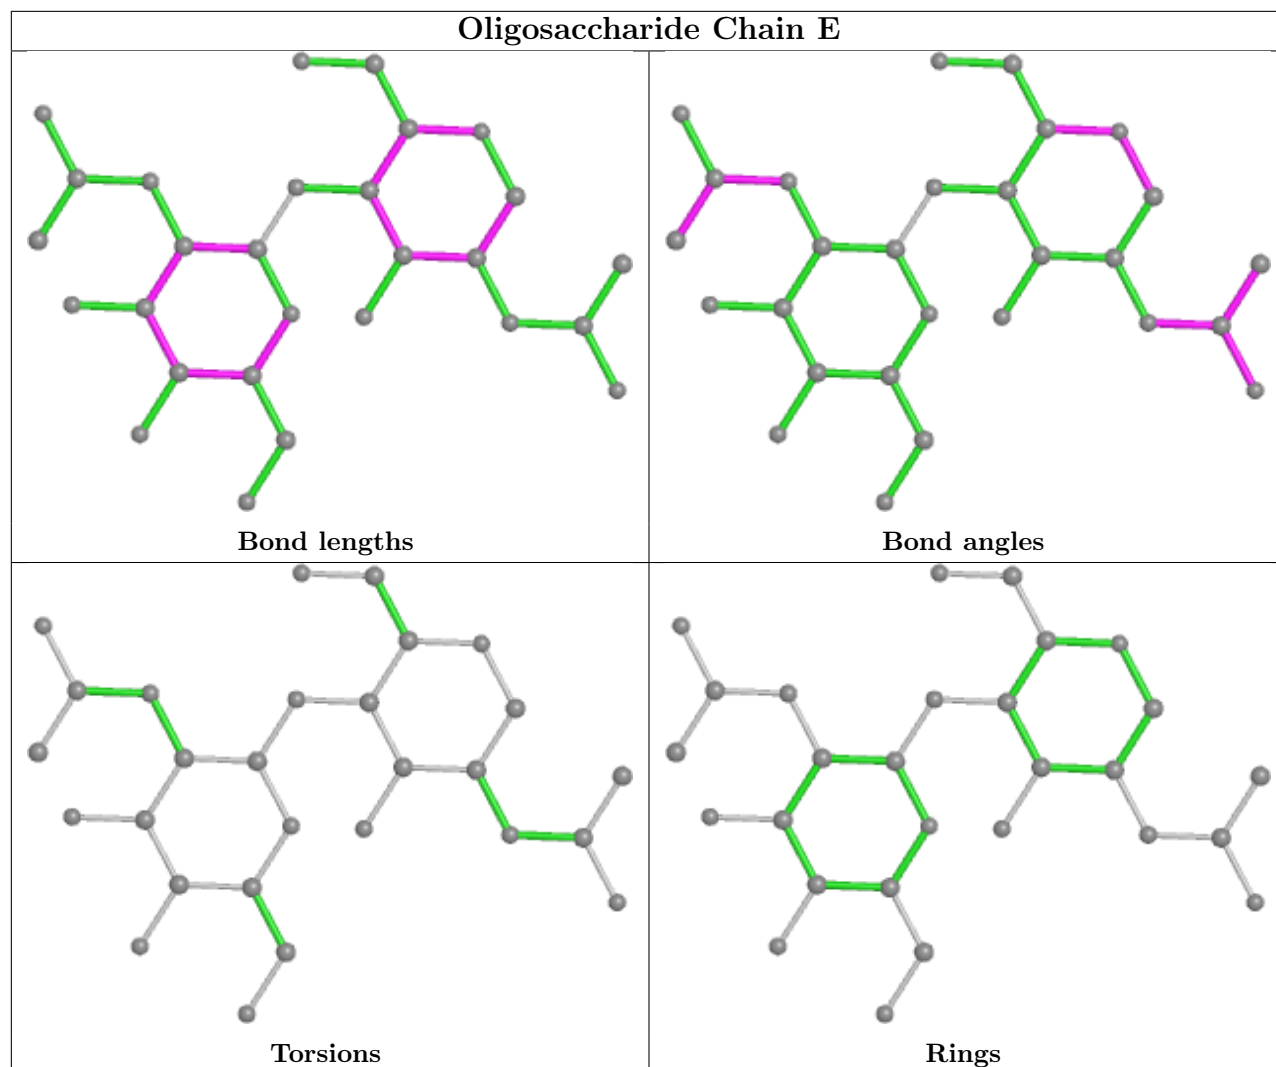 Oligosaccharide Chain E
Bond lengths
Bond angles
Torsions
Rings